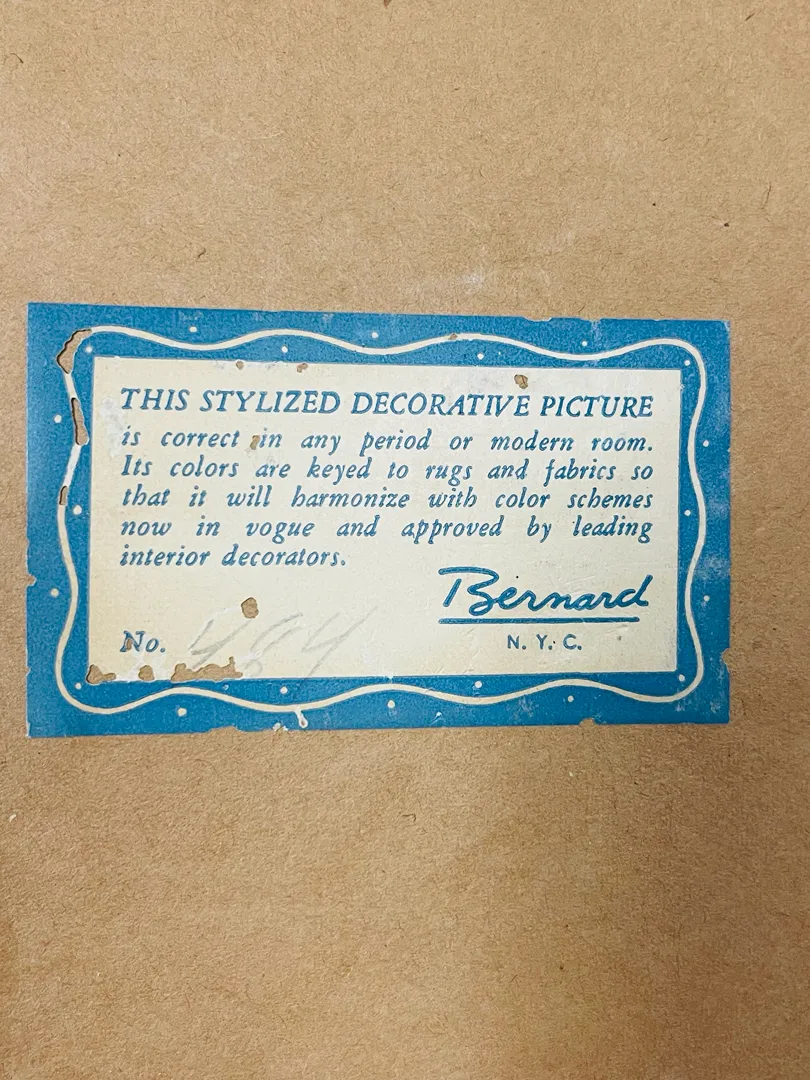 THIS STYLIZED DECORATIVE PICTURE
is correct in any period or modern room.
Its colors are keyed to rugs and fabrics so
that it will harmonize with color schemes
now in vogue and approved by leading
interior decorators.
Bernard
No.
N. Y. C.